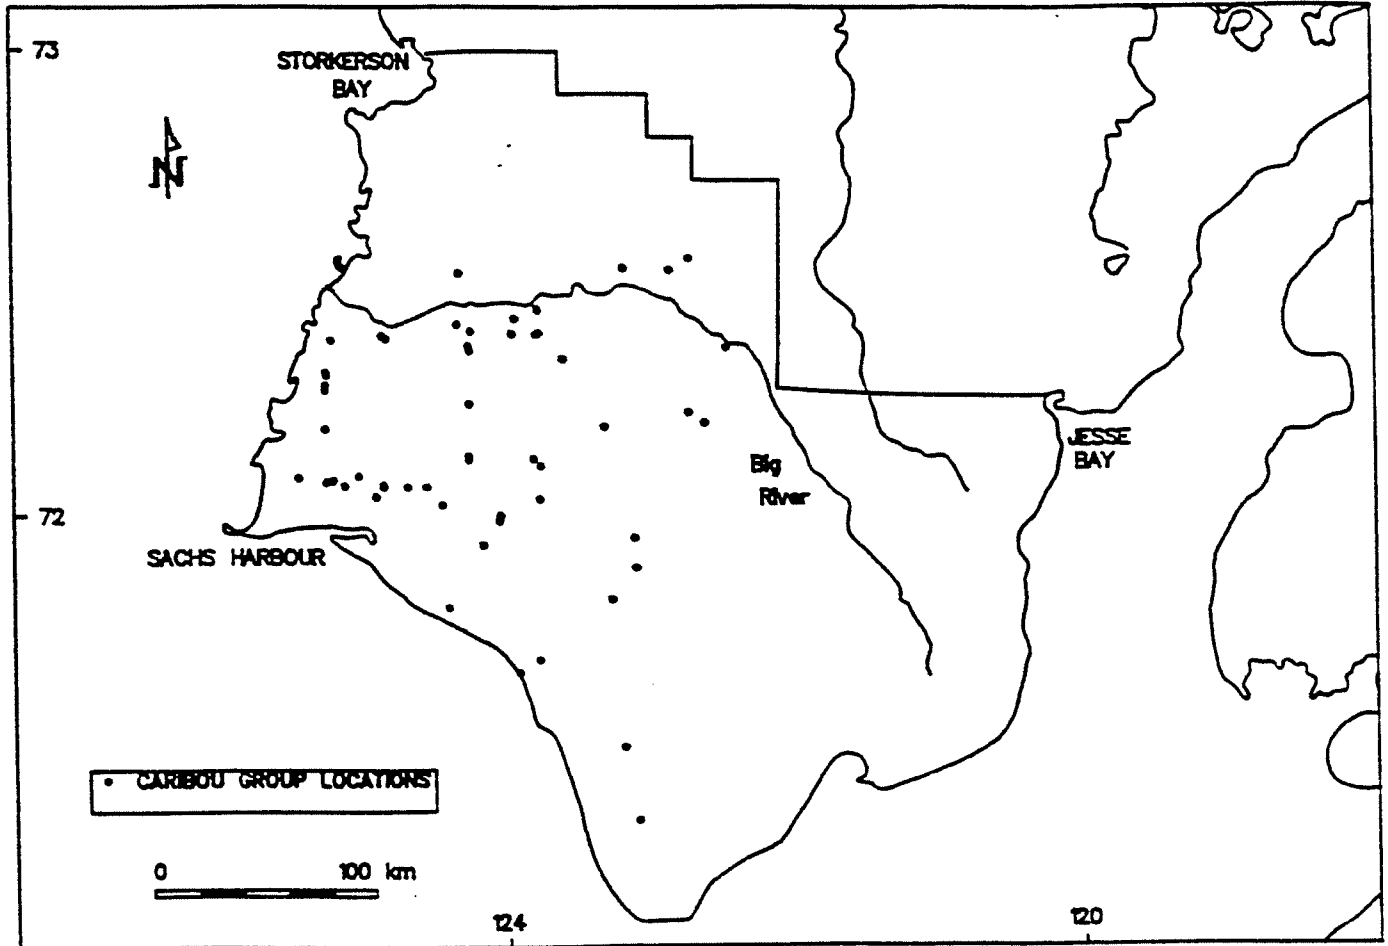 73
STORKERSON
BAY
N
JESSE
BAY
Big
River
72
SACHS HARBOUR
CARIBOU GROUP LOCATIONS
0 100 km
124 120